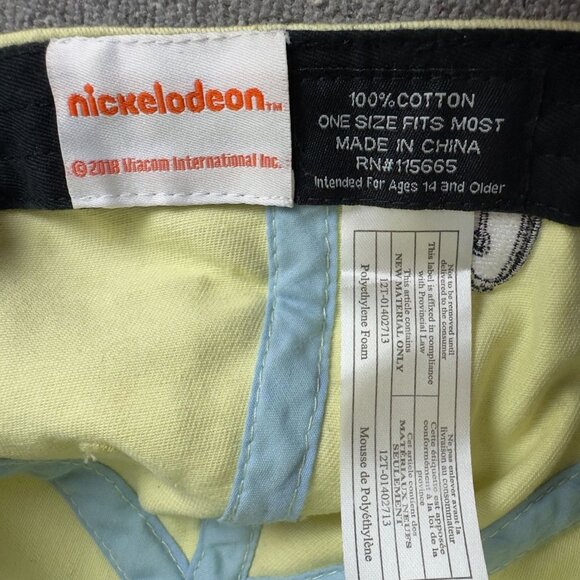 nickelodeon™
© 2018 Viacom International Inc.
100% COTTON
ONE SIZE FITS MOST
MADE IN CHINA
RN#115665
Intended For Ages 14 and Older
Not to be removed until
delivered to the consumer
This label is affixed in compliance
with Provincial Law
This article contains
NEW MATERIAL ONLY
12T-01402713
Polyethylene Foam
Ne pas enlever avant la
livraison au consommateur
Cette étiquette est apposée
conformément à la loi de la
province
Cet article contient des
MATÉRIAUX NEUFS
SEULEMENT
12T-01402713
Mousse de Polyéthylène